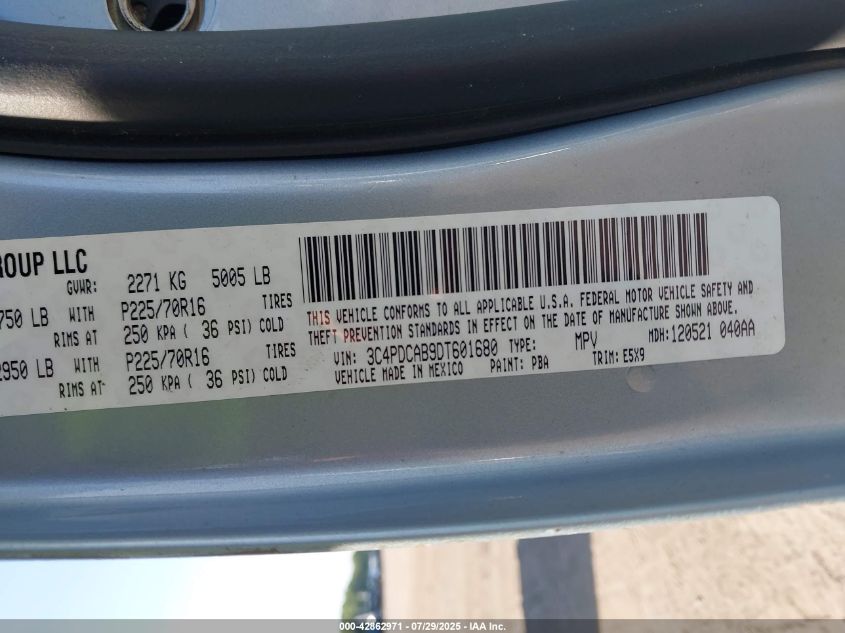 ROUP LLC
GVWR: 2271 KG 5005 LB
750 LB WITH P225/70R16 TIRES
RIMS AT 250 KPA ( 36 PSI) COLD
2950 LB WITH P225/70R16 TIRES
RIMS AT 250 KPA ( 36 PSI) COLD
THIS VEHICLE CONFORMS TO ALL APPLICABLE U.S.A. FEDERAL MOTOR VEHICLE SAFETY AND
THEFT PREVENTION STANDARDS IN EFFECT ON THE DATE OF MANUFACTURE SHOWN ABOVE.
VIN: 3C4PDCAB9DT601680 TYPE: MPV MDH: 120521 040AA
VEHICLE MADE IN MEXICO PAINT: PBA TRIM: E5X9
000-42862971 - 07/29/2025 - IAA Inc.